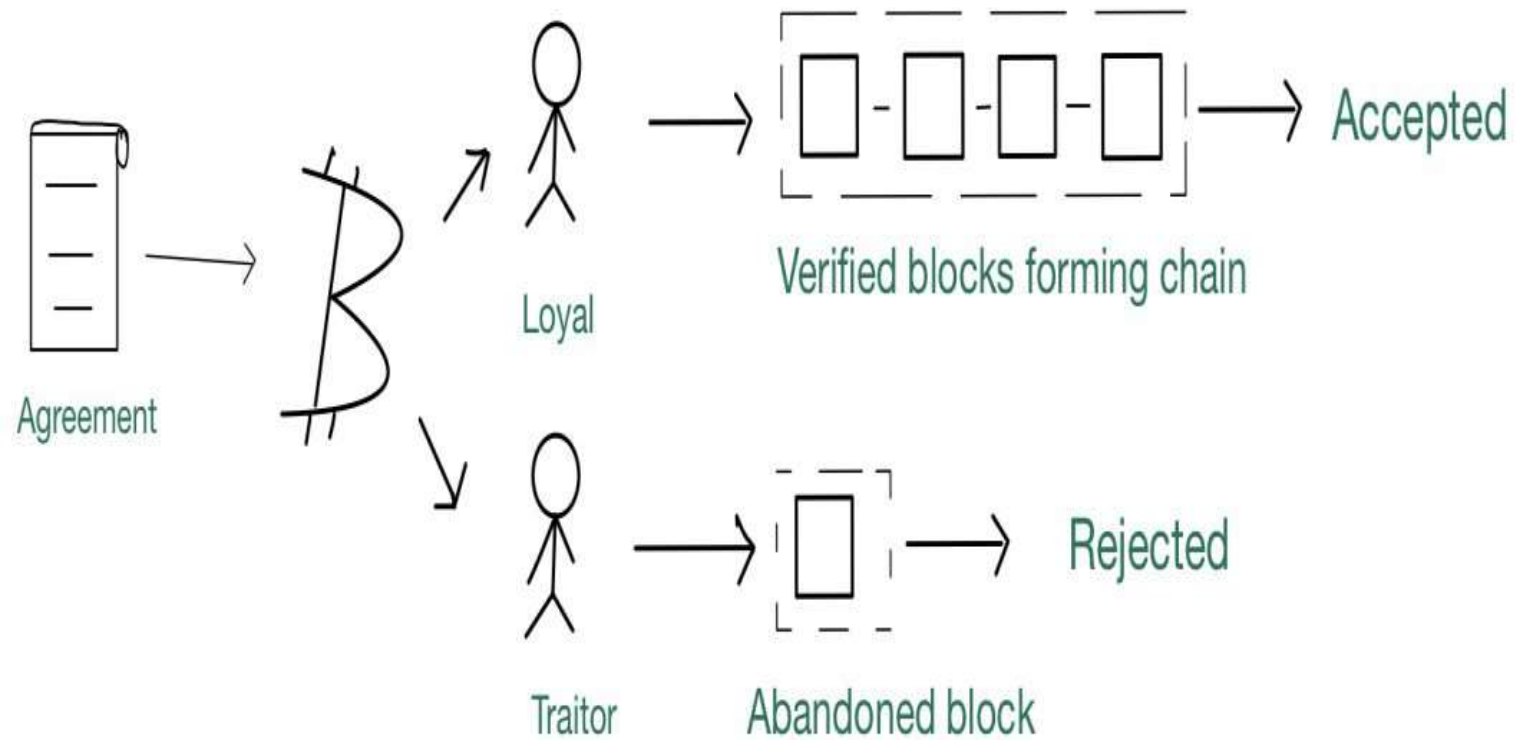 Agreement
Loyal
Verified blocks forming chain
Accepted
Traitor
Abandoned block
Rejected